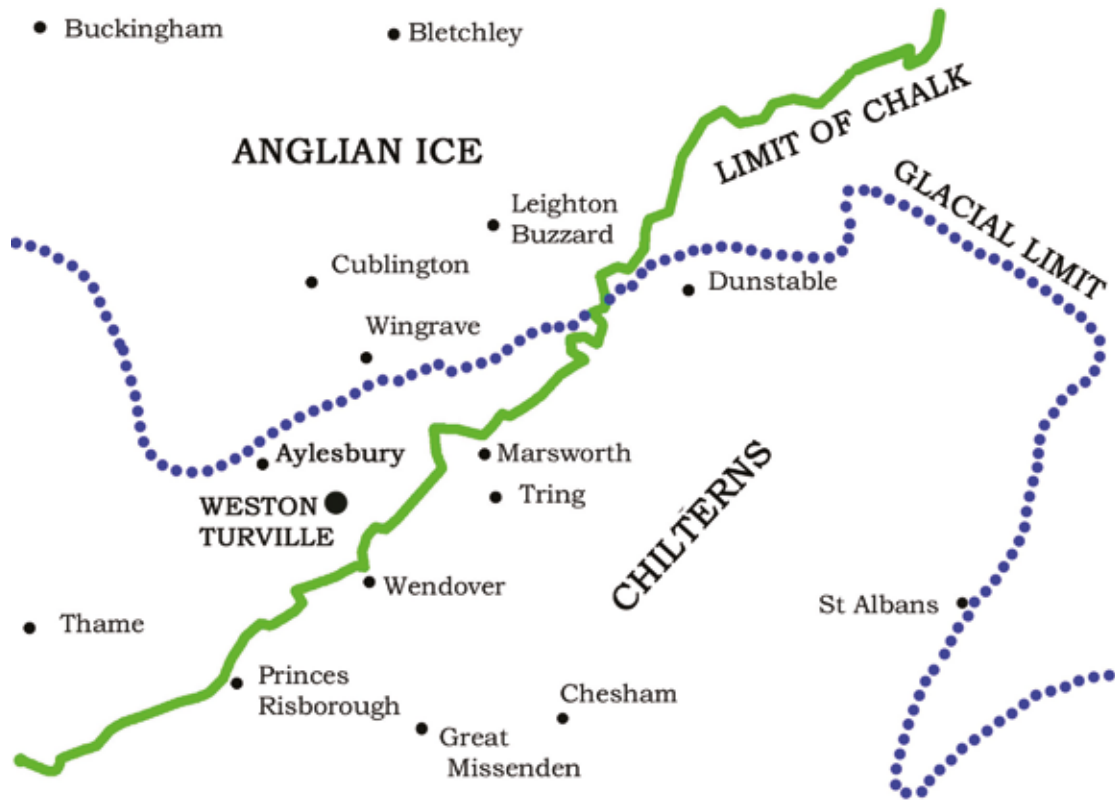 Buckingham
Bletchley
LIMIT OF CHALK
ANGLIAN ICE
GLACIAL LIMIT
Leighton
Buzzard
Cublington
Dunstable
Wingrave
Aylesbury
Marsworth
WESTON
TURVILLE
Tring
CHILTERNS
Wendover
St Albans
Thame
Princes
Risborough
Chesham
Great
Missenden